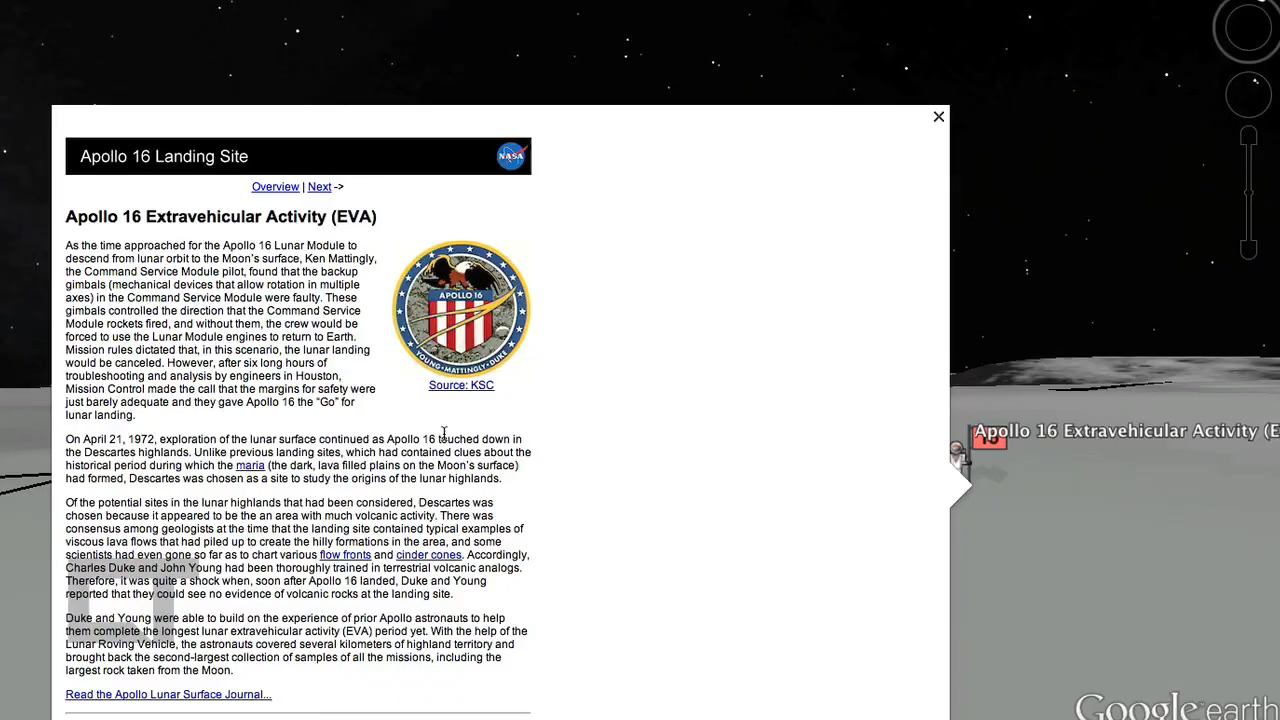 Apollo 16 Landing Site
NASA
Overview | Next ->
Apollo 16 Extravehicular Activity (EVA)
As the time approached for the Apollo 16 Lunar Module to
descend from lunar orbit to the Moon's surface, Ken Mattingly,
the Command Service Module pilot, found that the backup
gimbals (mechanical devices that allow rotation in multiple
axes) in the Command Service Module were faulty. These
gimbals controlled the direction that the Command Service
Module rockets fired, and without them, the crew would be
forced to use the Lunar Module engines to return to Earth.
Mission rules dictated that, in this scenario, the lunar landing
would be canceled. However, after six long hours of
troubleshooting and analysis by engineers in Houston,
Mission Control made the call that the margins for safety were
just barely adequate and they gave Apollo 16 the “Go” for
lunar landing.
APOLLO 16
YOUNG • MATTINGLY • DUKE
Source: KSC
On April 21, 1972, exploration of the lunar surface continued as Apollo 16 touched down in
the Descartes highlands. Unlike previous landing sites, which had contained clues about the
historical period during which the maria (the dark, lava filled plains on the Moon's surface)
had formed, Descartes was chosen as a site to study the origins of the lunar highlands.
Of the potential sites in the lunar highlands that had been considered, Descartes was
chosen because it appeared to be the an area with much volcanic activity. There was
consensus among geologists at the time that the landing site contained typical examples of
viscous lava flows that had piled up to create the hilly formations in the area, and some
scientists had even gone so far as to chart various flow fronts and cinder cones. Accordingly,
Charles Duke and John Young had been thoroughly trained in terrestrial volcanic analogs.
Therefore, it was quite a shock when, soon after Apollo 16 landed, Duke and Young
reported that they could see no evidence of volcanic rocks at the landing site.
Duke and Young were able to build on the experience of prior Apollo astronauts to help
them complete the longest lunar extravehicular activity (EVA) period yet. With the help of the
Lunar Roving Vehicle, the astronauts covered several kilometers of highland territory and
brought back the second-largest collection of samples of all the missions, including the
largest rock taken from the Moon.
Read the Apollo Lunar Surface Journal...
Apollo 16 Extravehicular Activity (E
Google earth